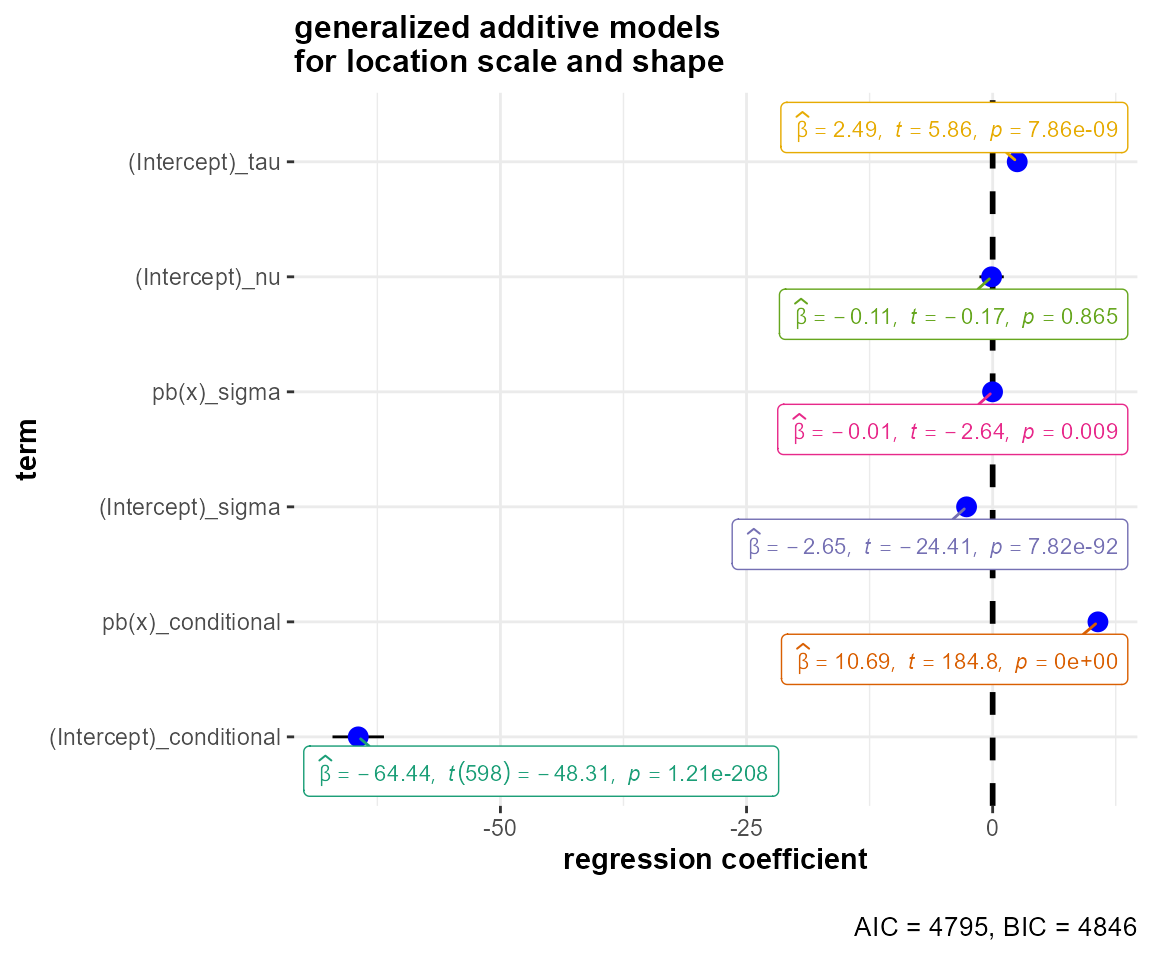 generalized additive models
for location scale and shape
β̂ = 2.49, t = 5.86, p = 7.86e-09
(Intercept)_tau
(Intercept)_nu
β̂ = −0.11, t = −0.17, p = 0.865
pb(x)_sigma
β̂ = −0.01, t = −2.64, p = 0.009
(Intercept)_sigma
β̂ = −2.65, t = −24.41, p = 7.82e-92
pb(x)_conditional
β̂ = 10.69, t = 184.8, p = 0e+00
(Intercept)_conditional
β̂ = −64.44, t(598) = −48.31, p = 1.21e-208
term
-50 -25 0
regression coefficient
AIC = 4795, BIC = 4846